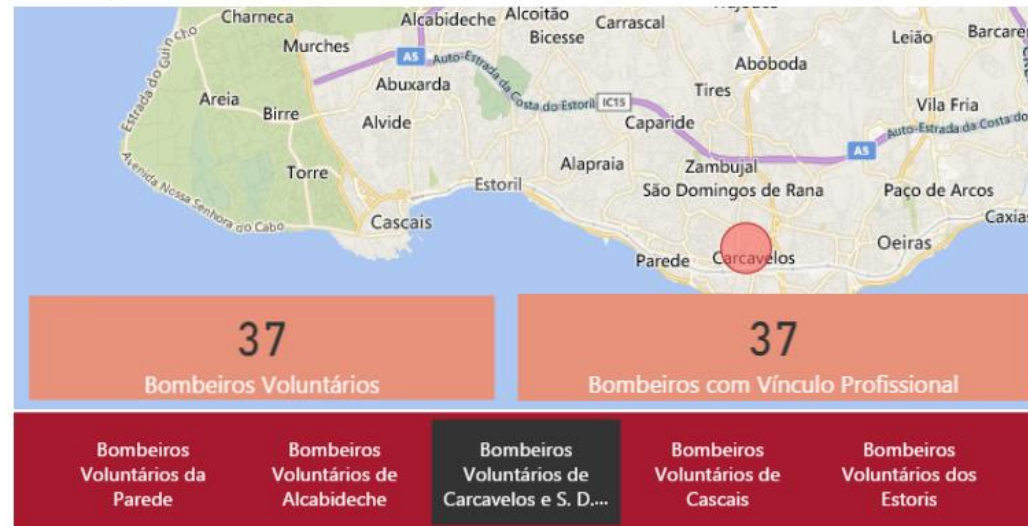 Charneca
Alcabideche
Alcoitão
Bicesse
Carrascal
Leião
Barcare
Murches
A5
Auto-Estrada da Costa do Estoril
IC15
Abóboda
Estrada do Guincho
Areia
Birre
Abuxarda
Alvide
Tires
Caparide
Vila Fria
Auto-Estrada da Costa do
A5
Torre
Alapraia
Zambujal
Estoril
São Domingos de Rana
Paço de Arcos
Avenida Nossa Senhora do Cabo
Cascais
Caxias
Oeiras
Parede
Carcavelos
37
Bombeiros Voluntários
37
Bombeiros com Vínculo Profissional
Bombeiros
Voluntários da
Parede
Bombeiros
Voluntários de
Alcabideche
Bombeiros
Voluntários de
Carcavelos e S. D....
Bombeiros
Voluntários de
Cascais
Bombeiros
Voluntários dos
Estoris